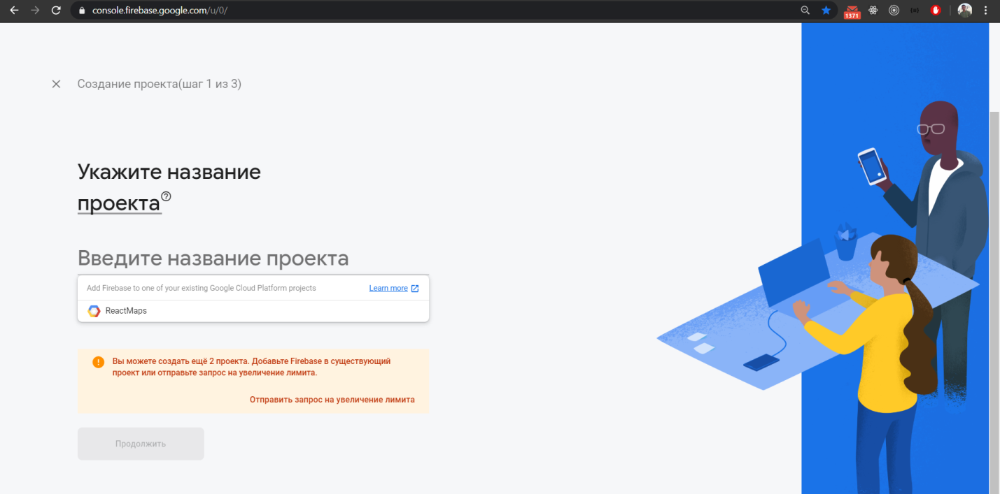 console.firebase.google.com/u/0/
1371
Создание проекта(шаг 1 из 3)
Укажите название
проекта
Введите название проекта
Add Firebase to one of your existing Google Cloud Platform projects Learn more
ReactMaps
Вы можете создать ещё 2 проекта. Добавьте Firebase в существующий
проект или отправьте запрос на увеличение лимита.
Отправить запрос на увеличение лимита
Продолжить